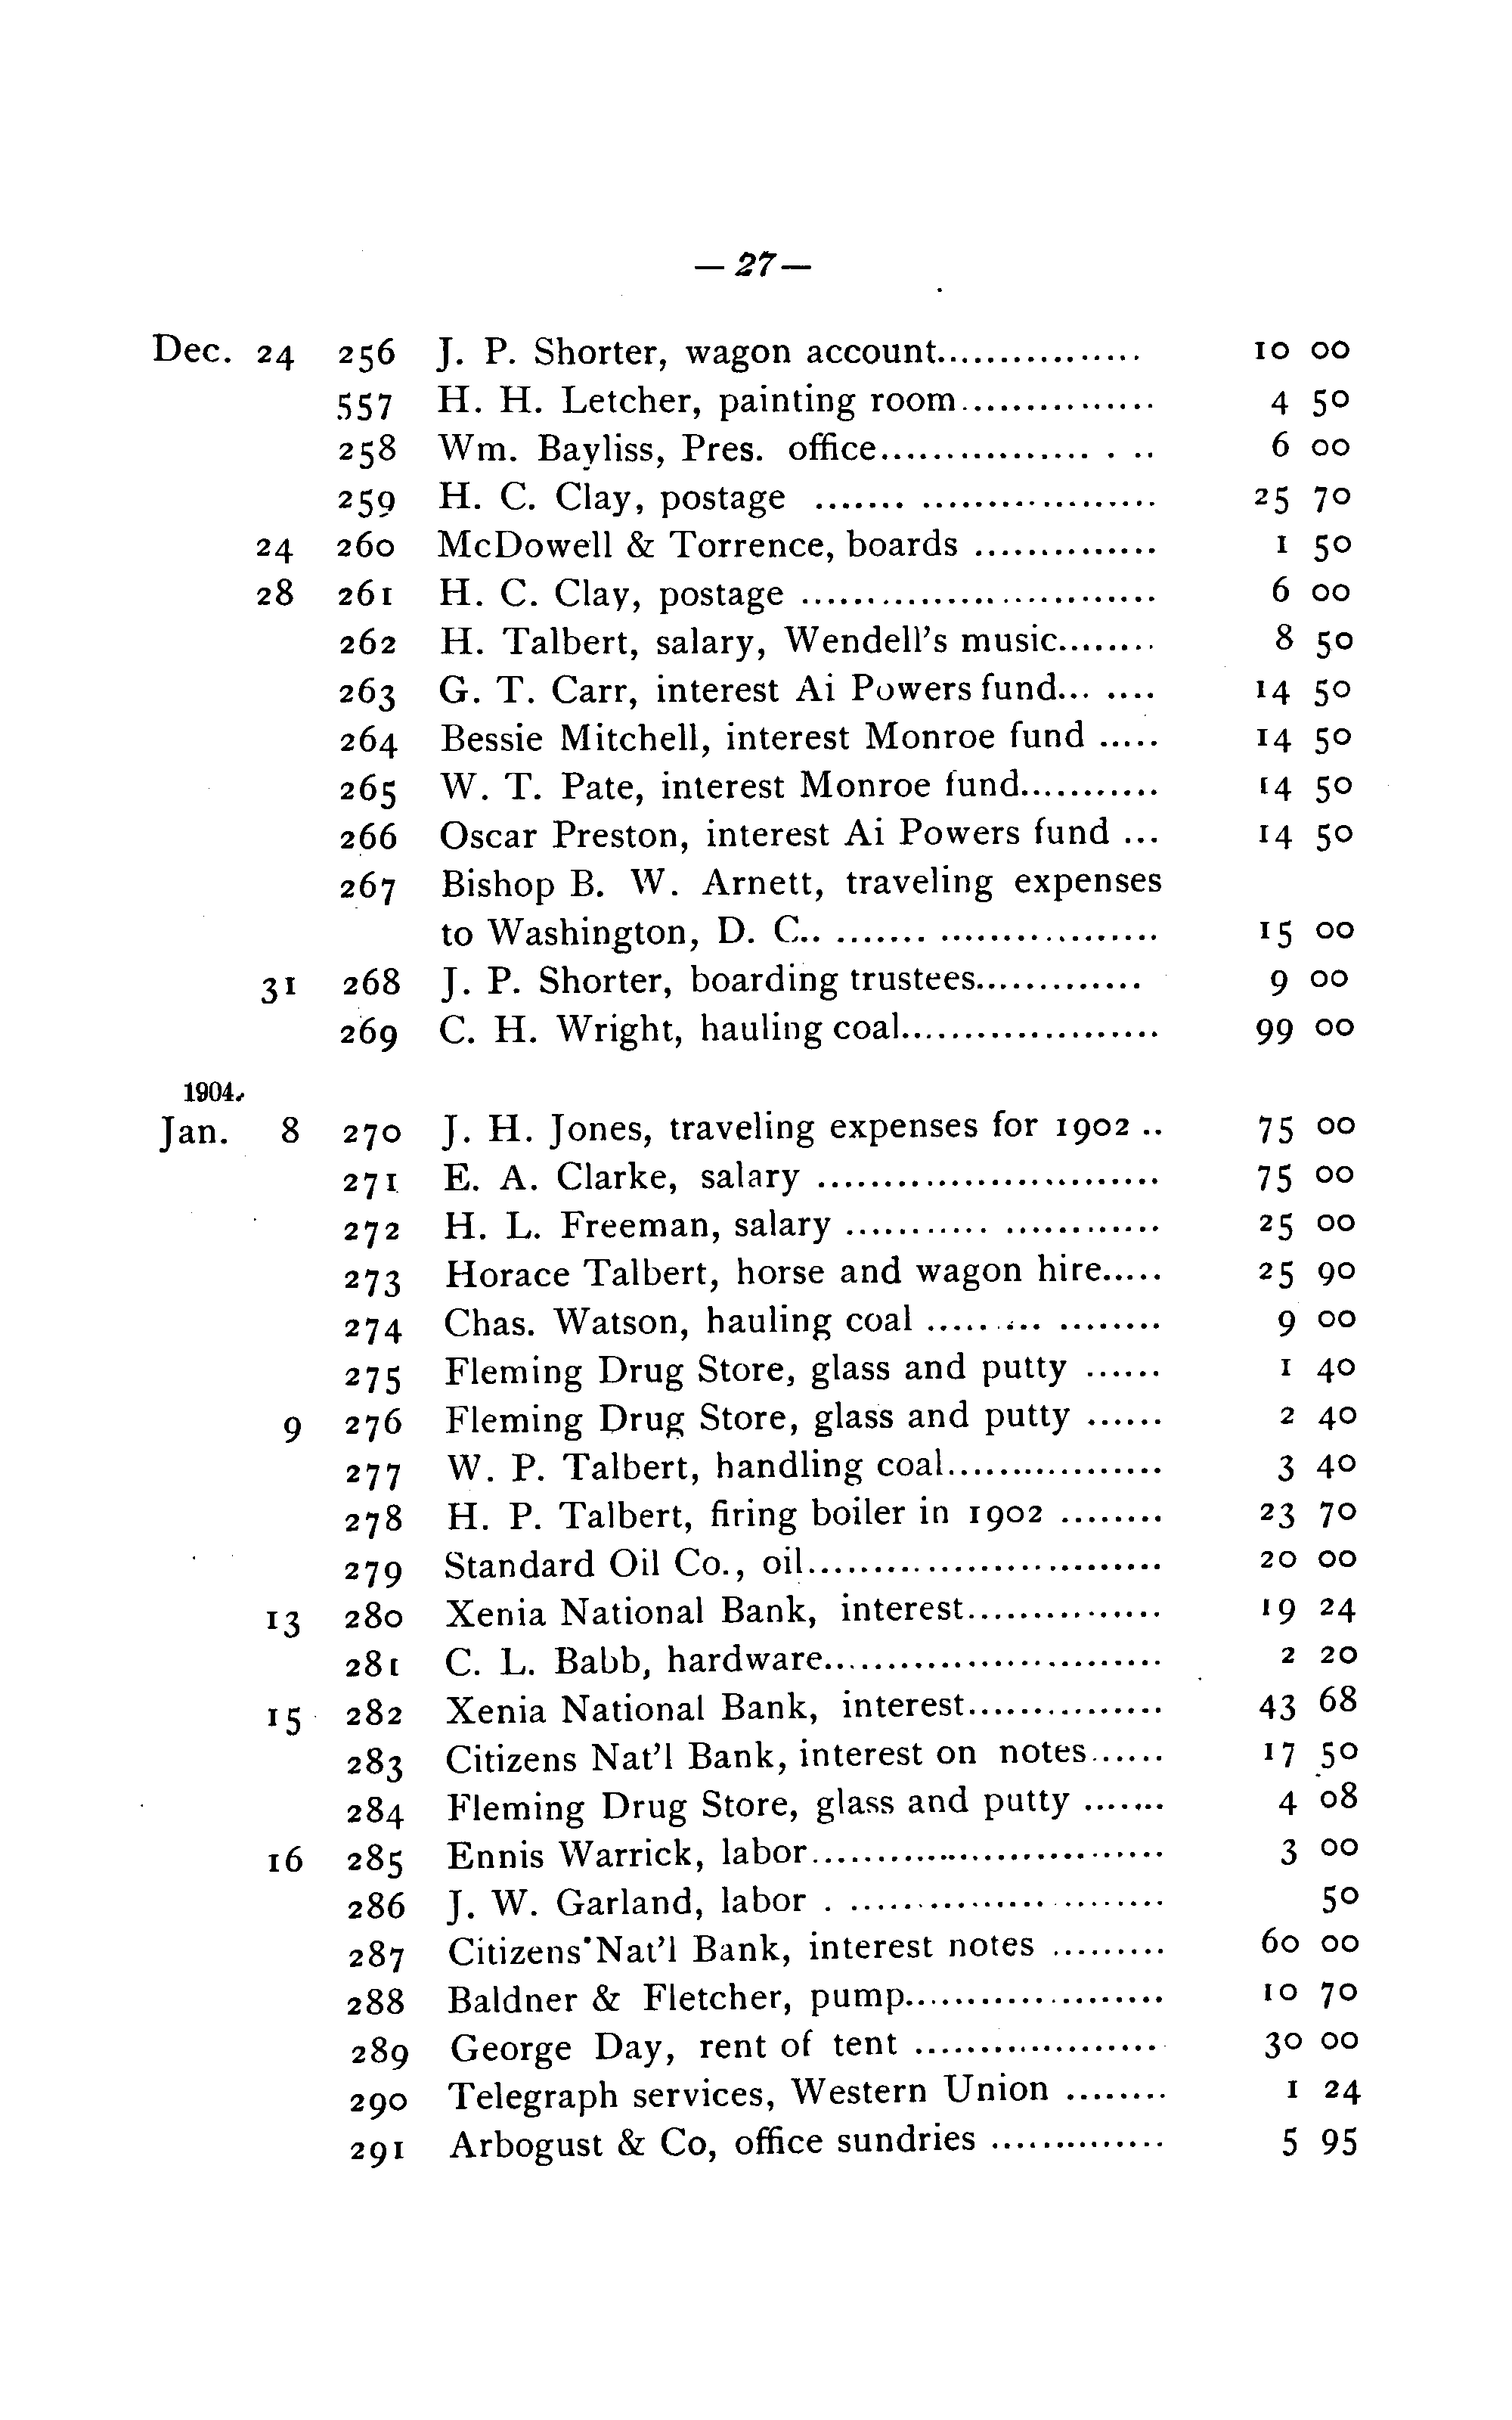 — 27—
Dec. 24 256 J. P. Shorter, wagon account................ 10 00
557 H. H. Letcher, painting room............... 4 50
258 Wm. Bayliss, Pres. office.................. . .. 6 00
259 H. C. Clay, postage ....... .................. 25 70
24 260 McDowell & Torrence, boards .............. 1 50
28 261 H. C. Clay, postage ........................... 6 00
262 H. Talbert, salary, Wendell's music........ 8 50
263 G. T. Carr, interest Ai Powers fund... .... 14 50
264 Bessie Mitchell, interest Monroe fund ..... 14 50
265 W. T. Pate, interest Monroe fund........... 14 50
266 Oscar Preston, interest Ai Powers fund ... 14 50
267 Bishop B. W. Arnett, traveling expenses
to Washington, D. C.. ....... ................. 15 00
31 268 J. P. Shorter, boarding trustees............. 9 00
269 C. H. Wright, hauling coal.................... 99 00
1904.
Jan. 8 270 J. H. Jones, traveling expenses for 1902 .. 75 00
271 E. A. Clarke, salary .......................... 75 00
272 H. L. Freeman, salary ........... ............ 25 00
273 Horace Talbert, horse and wagon hire..... 25 90
274 Chas. Watson, hauling coal ..... ... ........ 9 00
275 Fleming Drug Store, glass and putty ...... 1 40
9 276 Fleming Drug Store, glass and putty ...... 2 40
277 W. P. Talbert, handling coal................. 3 40
278 H. P. Talbert, firing boiler in 1902 ........ 23 70
279 Standard Oil Co., oil........................... 20 00
13 280 Xenia National Bank, interest............... 19 24
281 C. L. Babb, hardware.......................... 2 20
15 282 Xenia National Bank, interest............... 43 68
283 Citizens Nat'l Bank, interest on notes...... 17 50
284 Fleming Drug Store, glass and putty ....... 4 08
16 285 Ennis Warrick, labor........................... 3 00
286 J. W. Garland, labor . ........................ 50
287 Citizens'Nat'l Bank, interest notes ......... 60 00
288 Baldner & Fletcher, pump.................... 10 70
289 George Day, rent of tent ................... 30 00
290 Telegraph services, Western Union ........ 1 24
291 Arbogust & Co, office sundries .............. 5 95